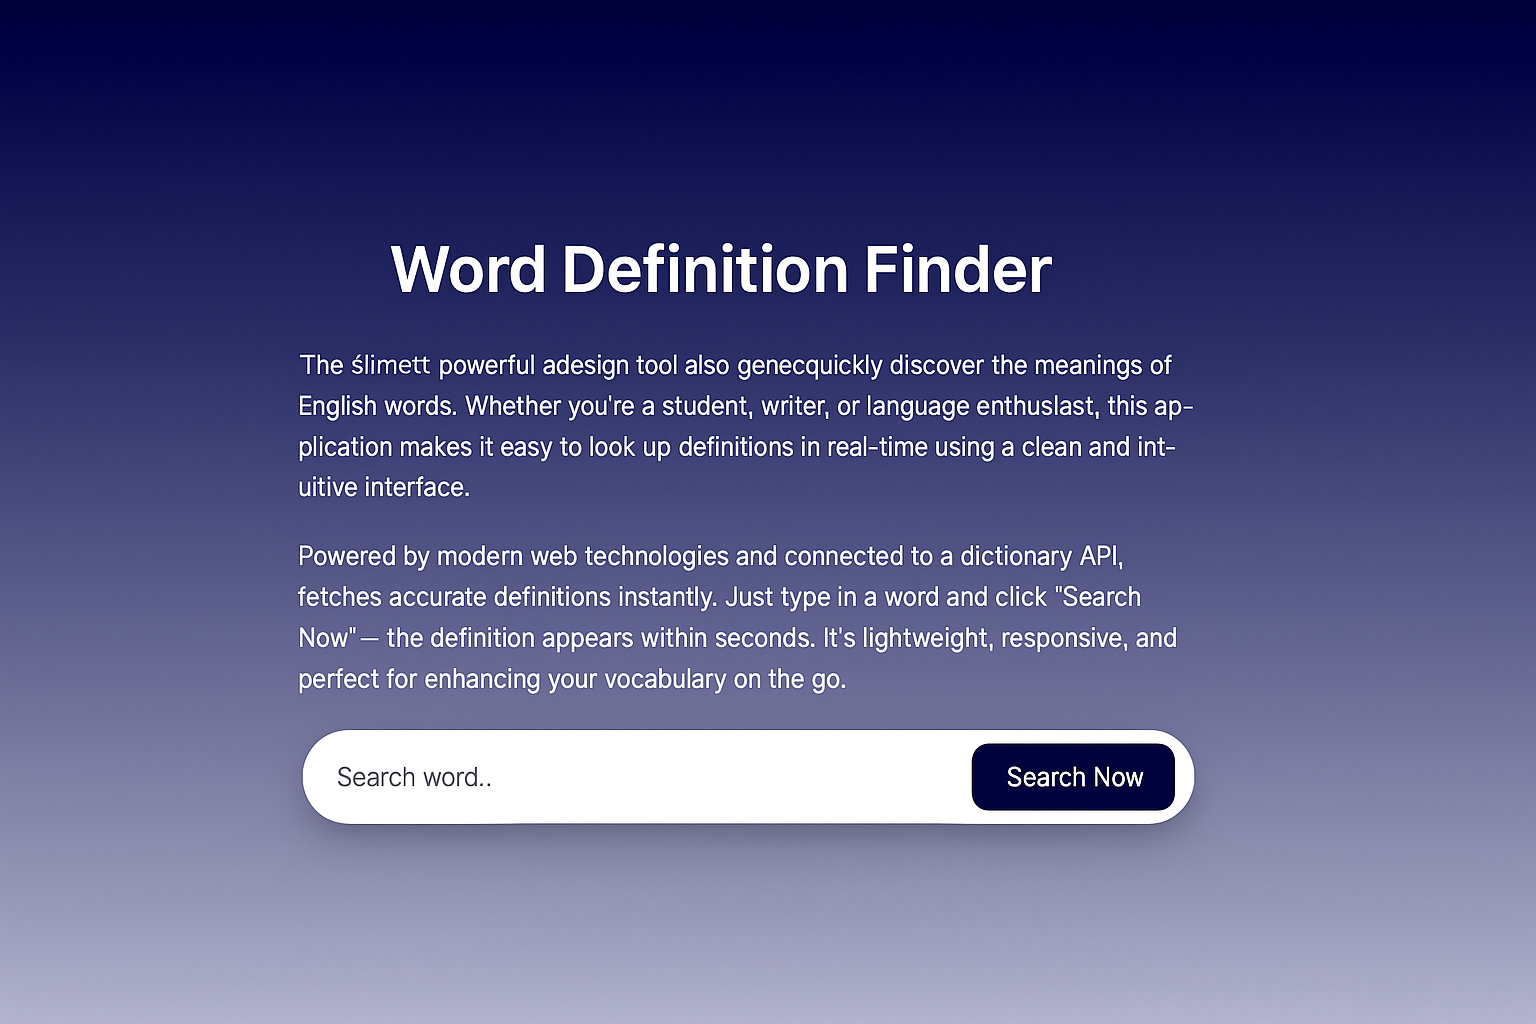 Word Definition Finder
The ślimett powerful adesign tool also genecquickly discover the meanings of
English words. Whether you're a student, writer, or language enthuslast, this ap-
plication makes it easy to look up definitions in real-time using a clean and int-
uitive interface.
Powered by modern web technologies and connected to a dictionary API,
fetches accurate definitions instantly. Just type in a word and click "Search
Now"— the definition appears within seconds. It's lightweight, responsive, and
perfect for enhancing your vocabulary on the go.
Search word..
Search Now